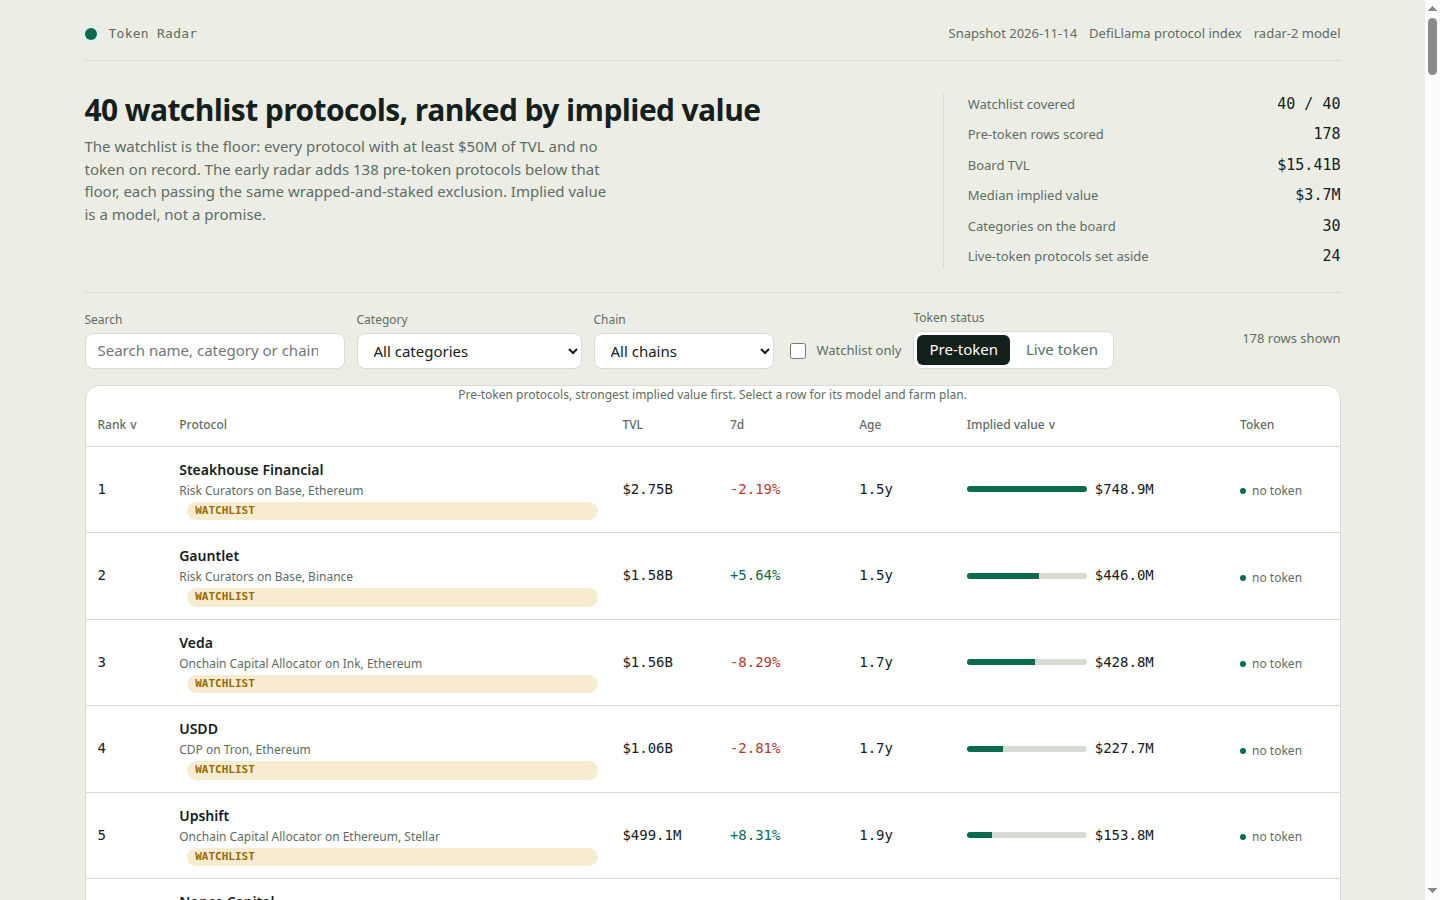 Token Radar
Snapshot 2026-11-14 DefiLlama protocol index radar-2 model
40 watchlist protocols, ranked by implied value
The watchlist is the floor: every protocol with at least $50M of TVL and no
token on record. The early radar adds 138 pre-token protocols below that
floor, each passing the same wrapped-and-staked exclusion. Implied value
is a model, not a promise.
Watchlist covered 40 / 40
Pre-token rows scored 178
Board TVL $15.41B
Median implied value $3.7M
Categories on the board 30
Live-token protocols set aside 24
Search
Category
Chain
Token status
Search name, category or chain
All categories
All chains
Watchlist only
Pre-token
Live token
178 rows shown
Pre-token protocols, strongest implied value first. Select a row for its model and farm plan.
Rank v Protocol TVL 7d Age Implied value v Token
Steakhouse Financial
Risk Curators on Base, Ethereum
WATCHLIST
1 $2.75B -2.19% 1.5y $748.9M no token
Gauntlet
Risk Curators on Base, Binance
WATCHLIST
2 $1.58B +5.64% 1.5y $446.0M no token
Veda
Onchain Capital Allocator on Ink, Ethereum
WATCHLIST
3 $1.56B -8.29% 1.7y $428.8M no token
USDD
CDP on Tron, Ethereum
WATCHLIST
4 $1.06B -2.81% 1.7y $227.7M no token
Upshift
Onchain Capital Allocator on Ethereum, Stellar
WATCHLIST
5 $499.1M +8.31% 1.9y $153.8M no token